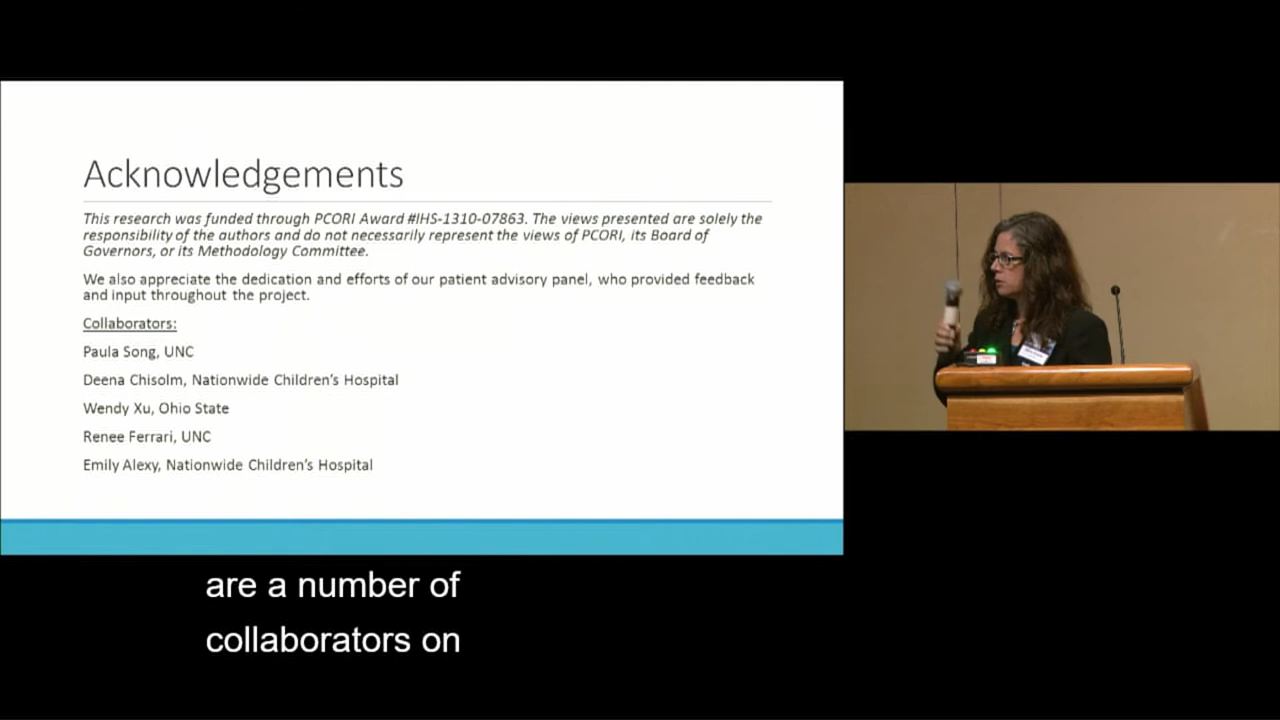 Acknowledgements
This research was funded through PCORI Award #IHS-1310-07863. The views presented are solely the
responsibility of the authors and do not necessarily represent the views of PCORI, its Board of
Governors, or its Methodology Committee.
We also appreciate the dedication and efforts of our patient advisory panel, who provided feedback
and input throughout the project.
Collaborators:
Paula Song, UNC
Deena Chisolm, Nationwide Children's Hospital
Wendy Xu, Ohio State
Renee Ferrari, UNC
Emily Alexy, Nationwide Children's Hospital
are a number of
collaborators on